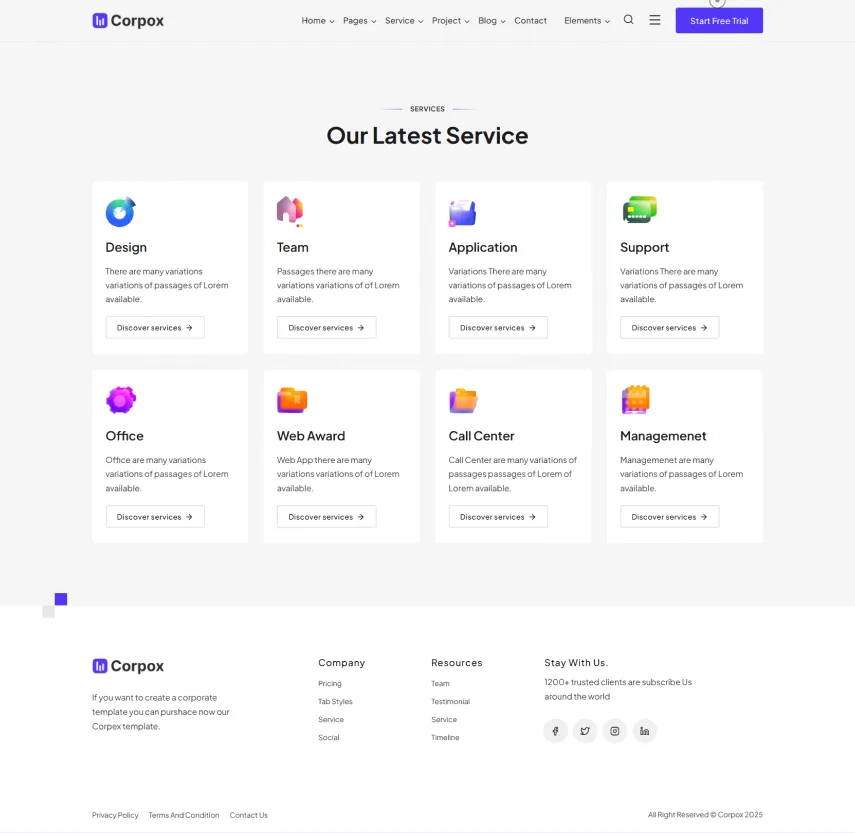 Corpox
Home Pages Service Project Blog Contact Elements Start Free Trial
SERVICES
Our Latest Service
Design
There are many variations
variations of passages of Lorem
available.
Discover services →
Team
Passages there are many
variations variations of of Lorem
available.
Discover services →
Application
Variations There are many
variations of passages of Lorem
available.
Discover services →
Support
Variations There are many
variations of passages of Lorem
available.
Discover services →
Office
Office are many variations
variations of passages of Lorem
available.
Discover services →
Web Award
Web App there are many
variations variations of of Lorem
available.
Discover services →
Call Center
Call Center are many variations of
passages passages of Lorem of
Lorem available.
Discover services →
Managemenet
Managemenet are many
variations of passages of Lorem
available.
Discover services →
Corpox
If you want to create a corporate
template you can purshace now our
Corpex template.
Company
Pricing
Tab Styles
Service
Social
Resources
Team
Testimonial
Service
Timeline
Stay With Us.
1200+ trusted clients are subscribe Us
around the world
Privacy Policy Terms And Condition Contact Us
All Right Reserved © Corpox 2025